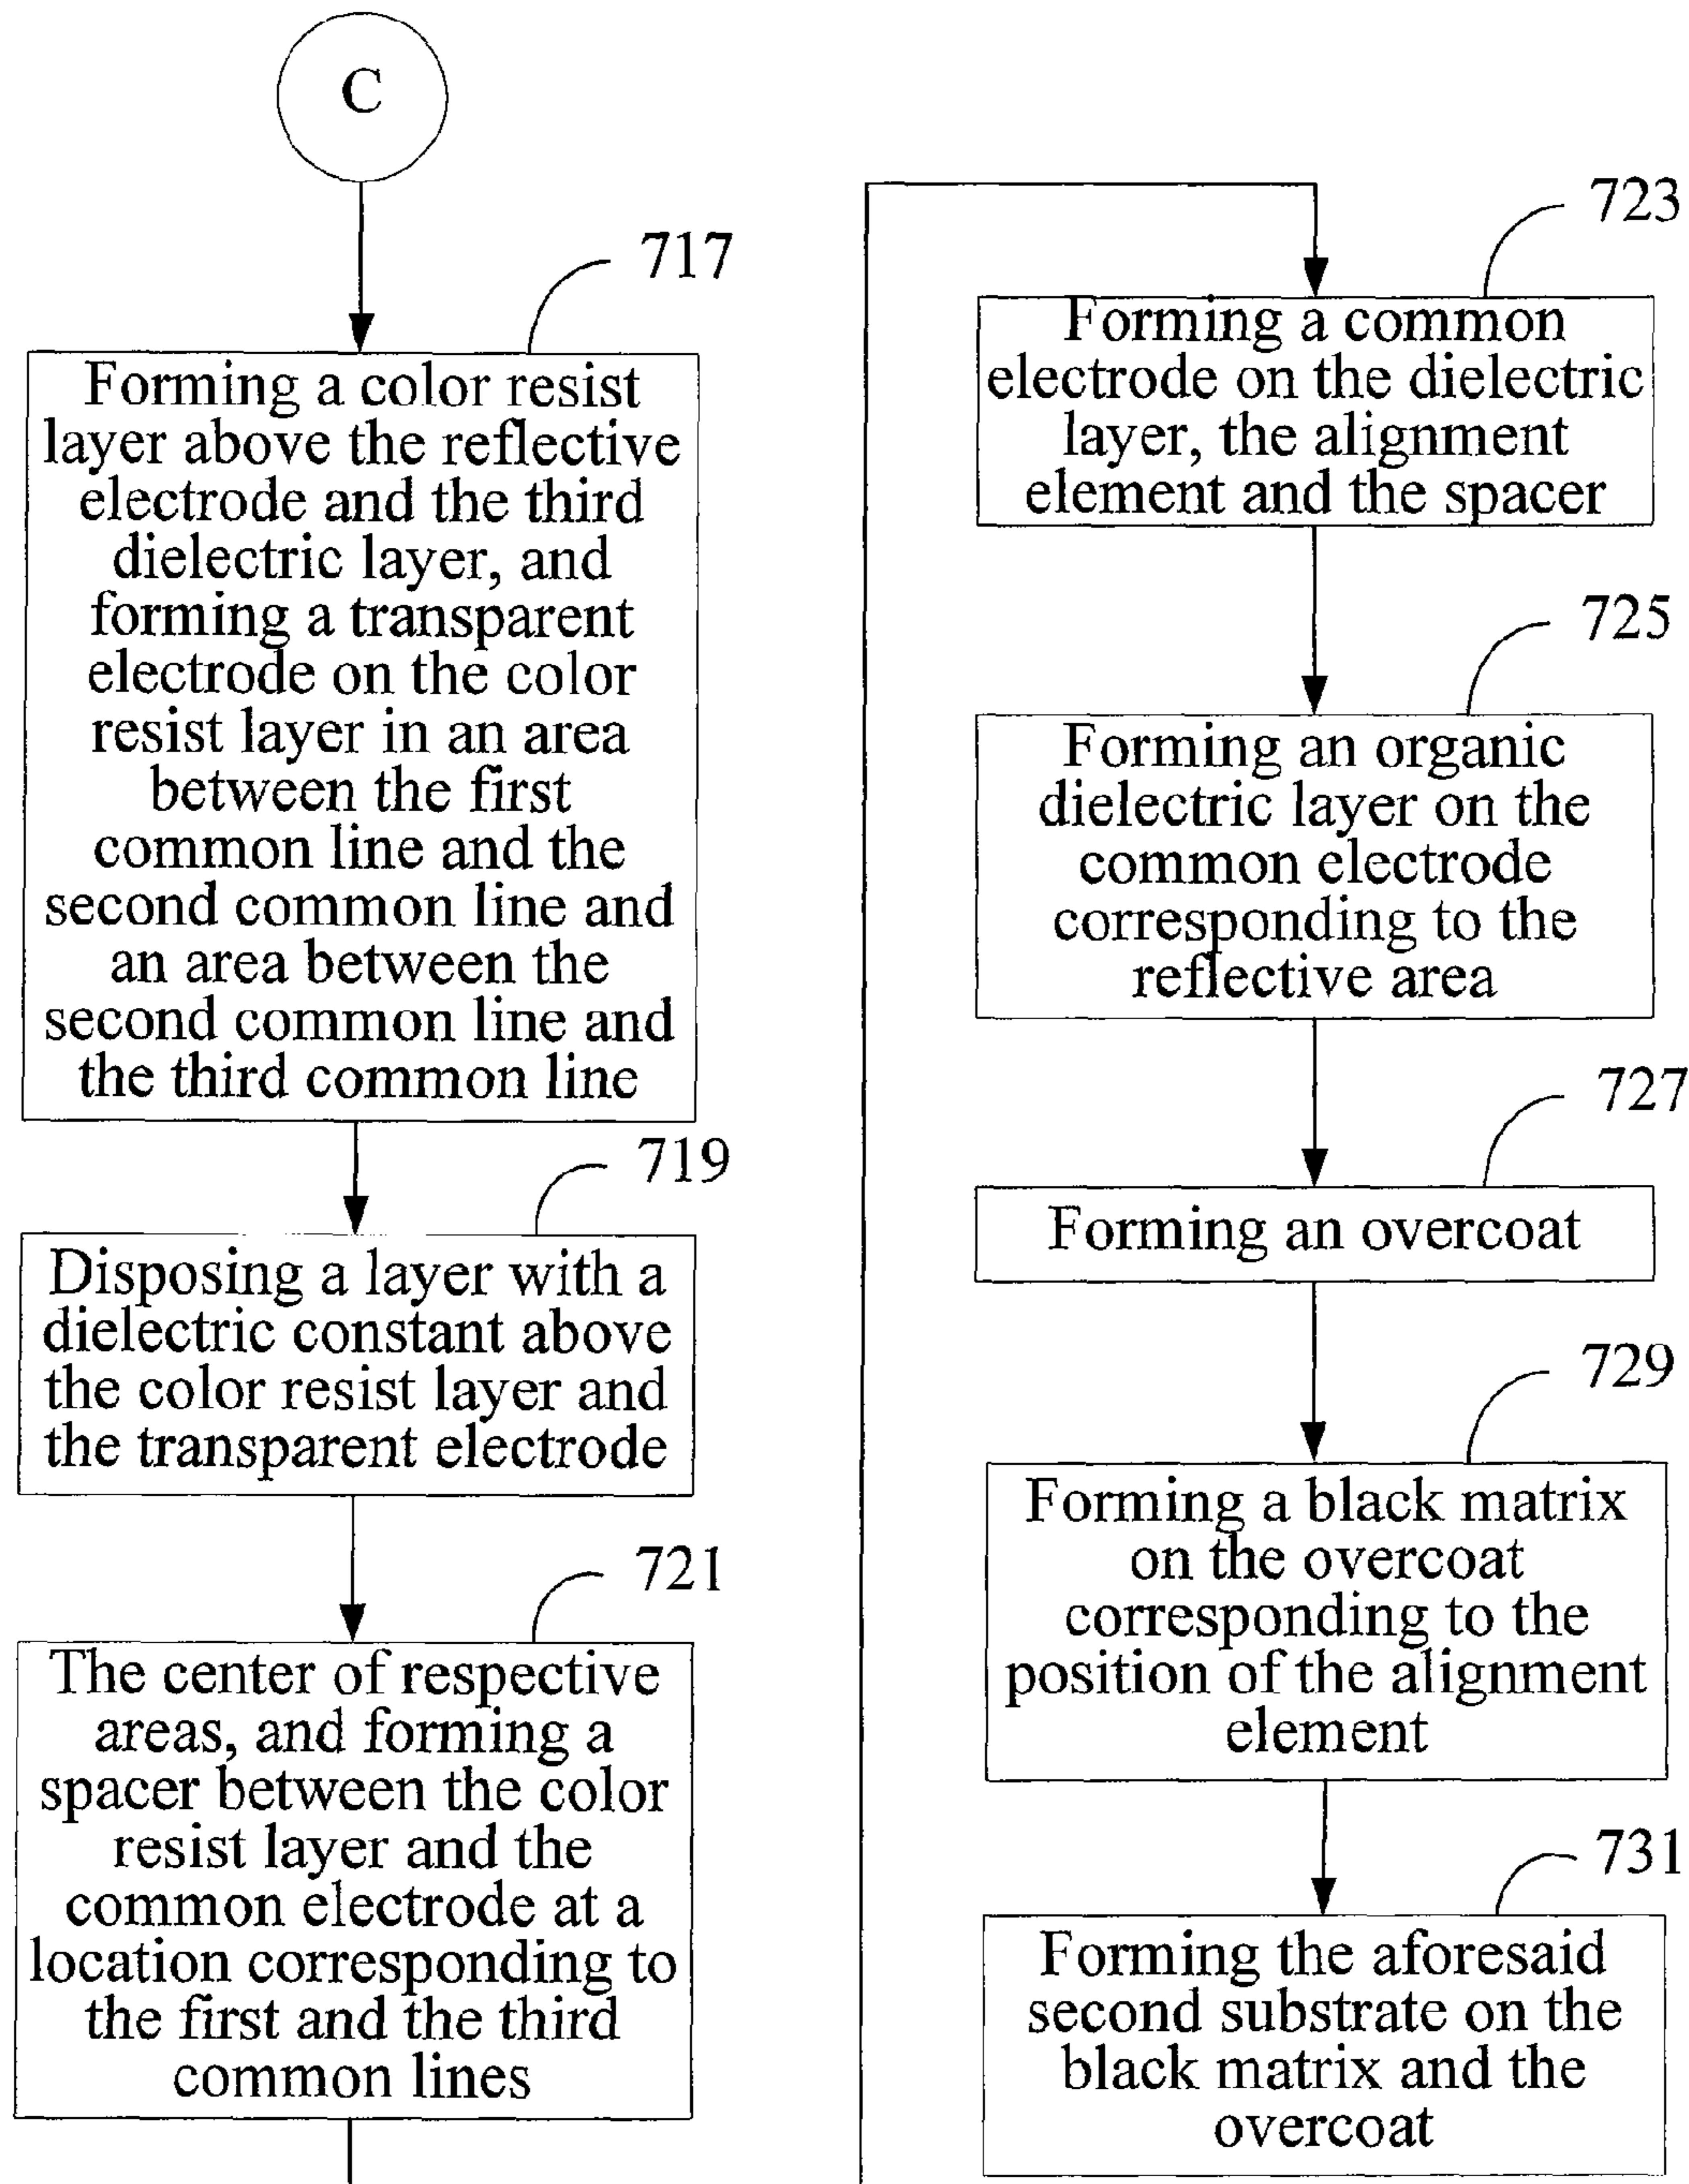 C
717
Forming a color resist
layer above the reflective
electrode and the third
dielectric layer, and
forming a transparent
electrode on the color
resist layer in an area
between the first
common line and the
second common line and
an area between the
second common line and
the third common line
719
Disposing a layer with a
dielectric constant above
the color resist layer and
the transparent electrode
721
The center of respective
areas, and forming a
spacer between the color
resist layer and the
common electrode at a
location corresponding to
the first and the third
common lines
723
Forming a common
electrode on the dielectric
layer, the alignment
element and the spacer
725
Forming an organic
dielectric layer on the
common electrode
corresponding to the
reflective area
727
Forming an overcoat
729
Forming a black matrix
on the overcoat
corresponding to the
position of the alignment
element
731
Forming the aforesaid
second substrate on the
black matrix and the
overcoat